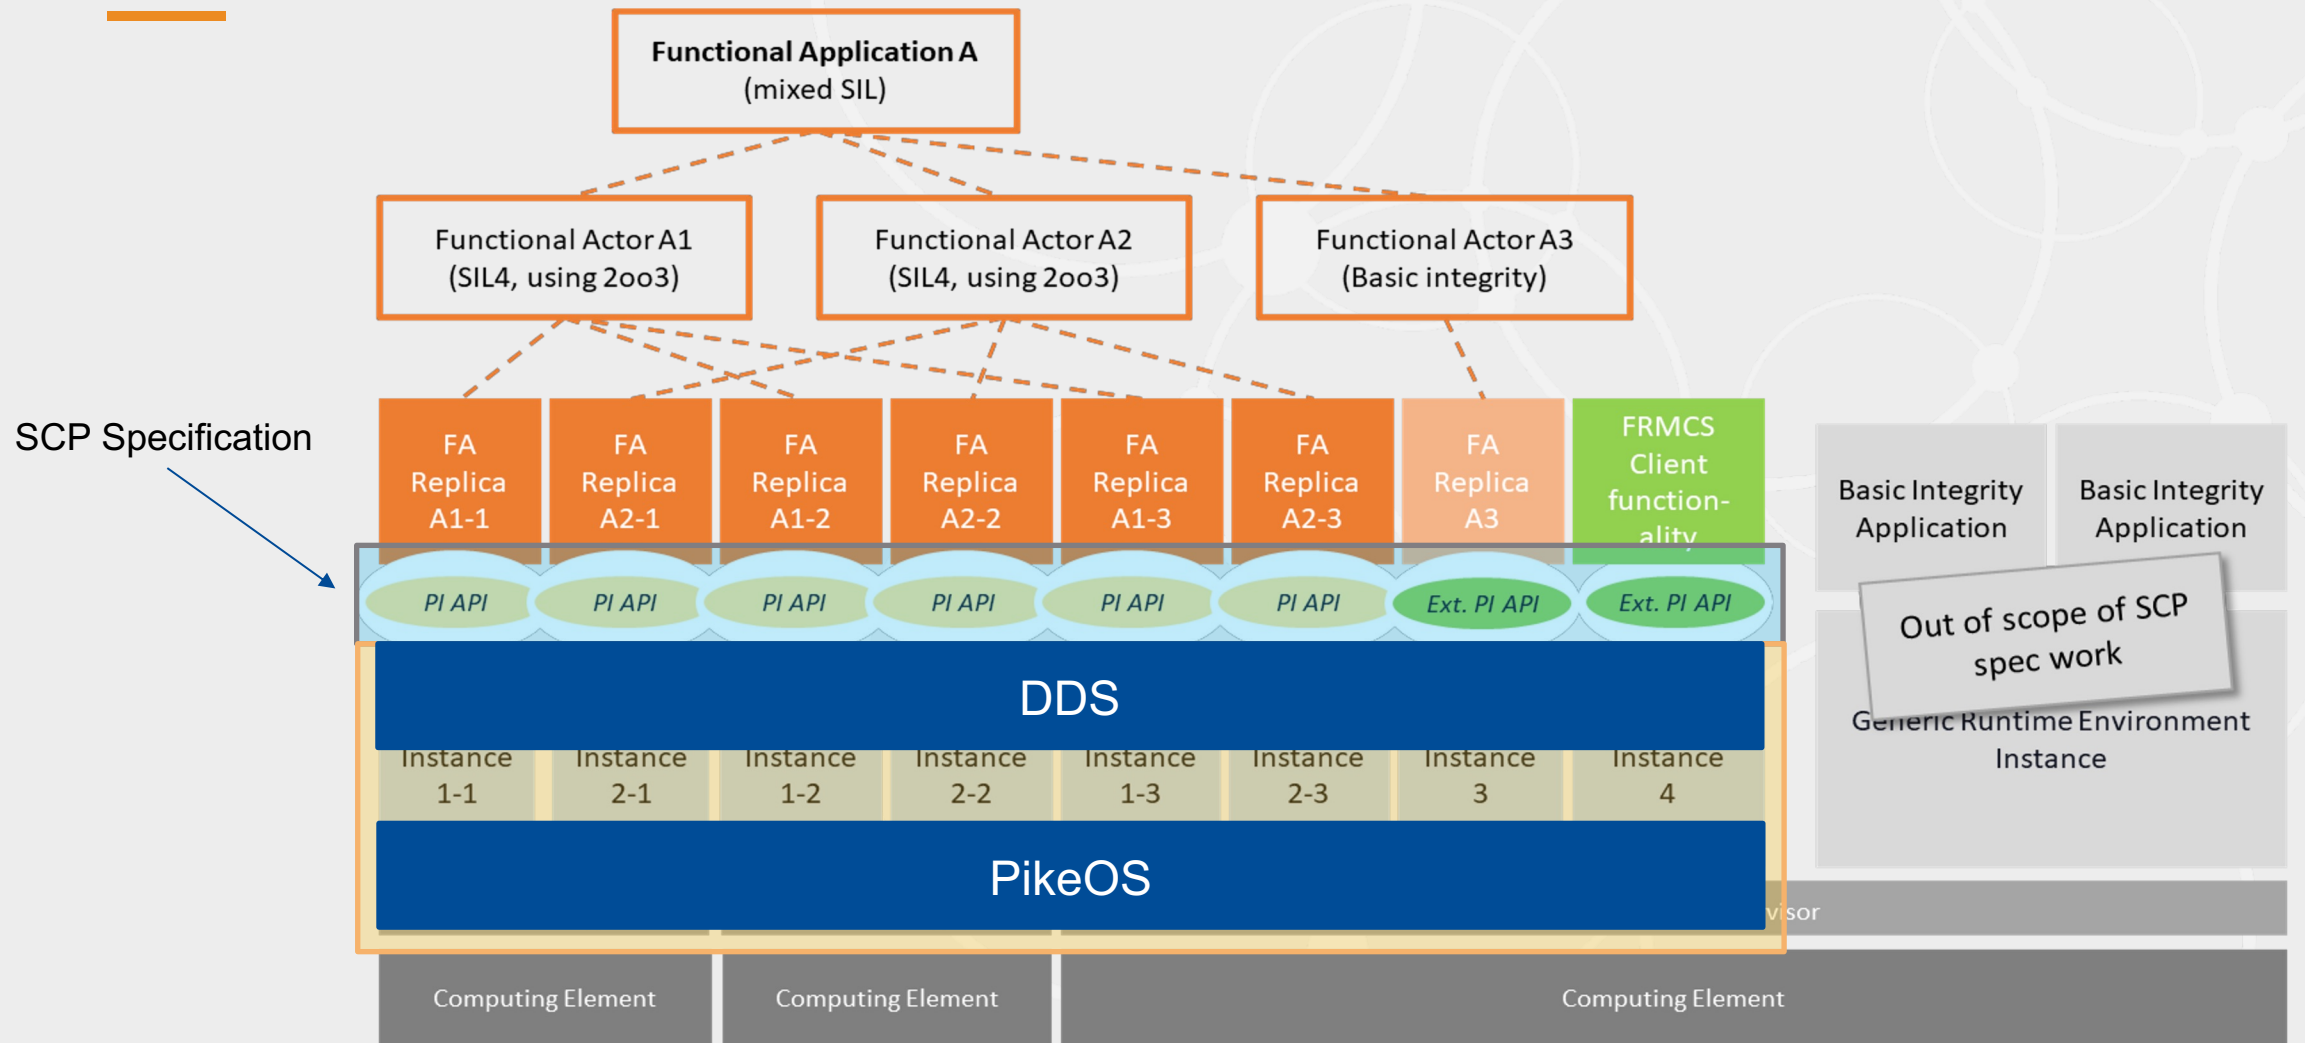 Functional Application A
(mixed SIL)
Functional Actor A1
(SIL4, using 2oo3)
Functional Actor A2
(SIL4, using 2oo3)
Functional Actor A3
(Basic integrity)
SCP Specification
FA
Replica
A1-1
FA
Replica
A2-1
FA
Replica
A1-2
FA
Replica
A2-2
FA
Replica
A1-3
FA
Replica
A2-3
FA
Replica
A3
FRMCS
Client
function-
ality
Basic Integrity
Application
Basic Integrity
Application
PI API
PI API
PI API
PI API
PI API
PI API
Ext. PI API
Ext. PI API
Out of scope of SCP
spec work
DDS
Generic Runtime Environment
Instance
Instance
1-1
Instance
2-1
Instance
1-2
Instance
2-2
Instance
1-3
Instance
2-3
Instance
3
Instance
4
PikeOS
visor
Computing Element
Computing Element
Computing Element